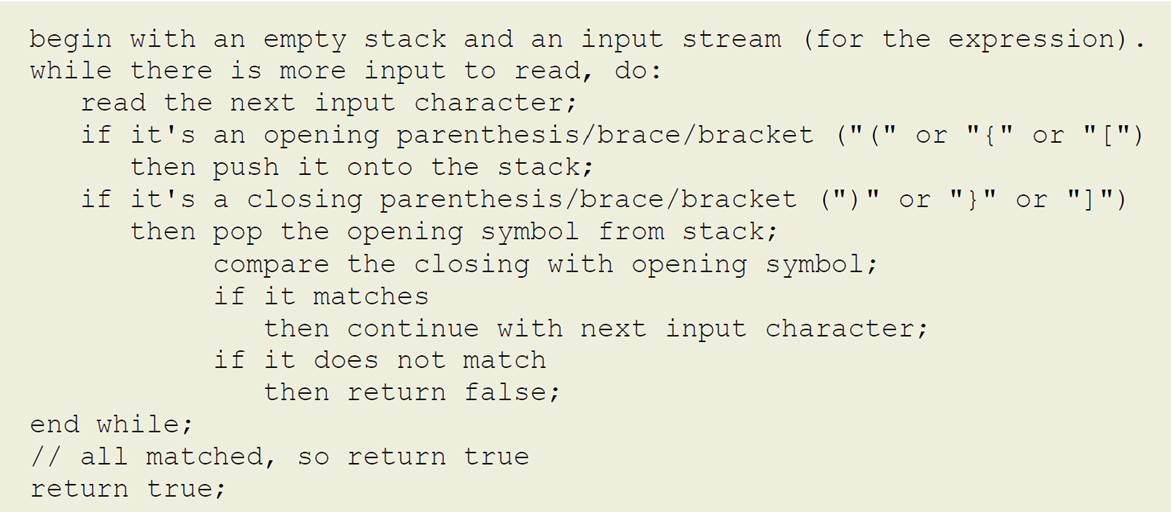 begin with an empty stack and an input stream (for the expression).
while there is more input to read, do:
   read the next input character;
   if it's an opening parenthesis/brace/bracket ("(" or "{" or "[")
      then push it onto the stack;
   if it's a closing parenthesis/brace/bracket (")" or "}" or "]")
      then pop the opening symbol from stack;
           compare the closing with opening symbol;
           if it matches
              then continue with next input character;
           if it does not match
              then return false;
end while;
// all matched, so return true
return true;